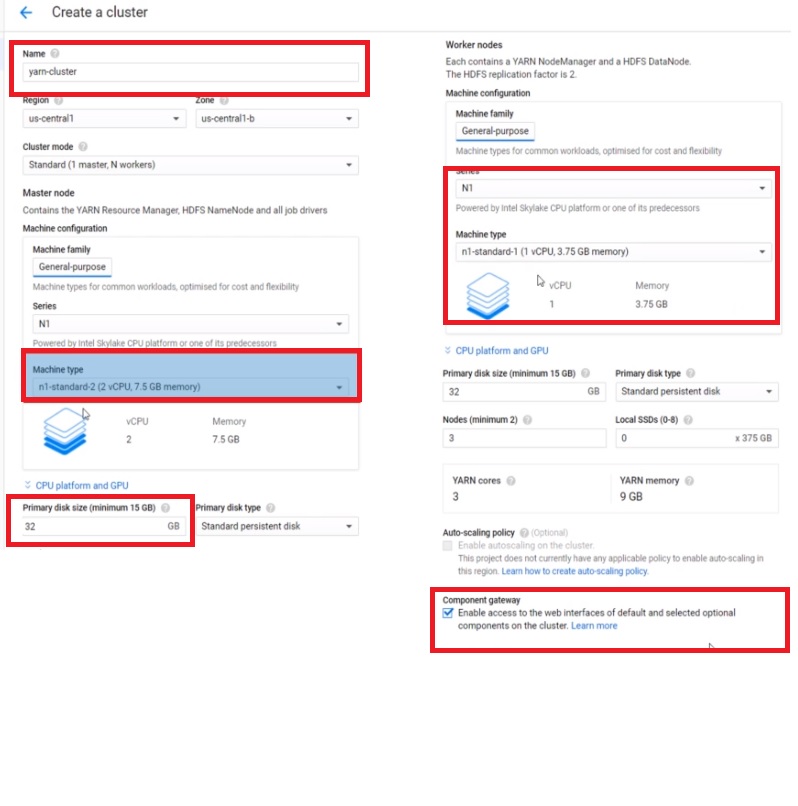 Create a cluster
Name
yarn-cluster
Region
Zone
us-central1
us-central1-b
Cluster mode
Standard (1 master, N workers)
Master node
Contains the YARN Resource Manager, HDFS NameNode and all job drivers
Machine configuration
Machine family
General-purpose
Machine types for common workloads, optimised for cost and flexibility
Series
N1
Powered by Intel Skylake CPU platform or one of its predecessors
Machine type
n1-standard-2 (2 vCPU, 7.5 GB memory)
vCPU
Memory
2
7.5 GB
CPU platform and GPU
Primary disk size (minimum 15 GB)
Primary disk type
32
GB
Standard persistent disk
Worker nodes
Each contains a YARN NodeManager and a HDFS DataNode.
The HDFS replication factor is 2.
Machine configuration
Machine family
General-purpose
Machine types for common workloads, optimised for cost and flexibility
Series
N1
Powered by Intel Skylake CPU platform or one of its predecessors
Machine type
n1-standard-1 (1 vCPU, 3.75 GB memory)
vCPU
Memory
1
3.75 GB
CPU platform and GPU
Primary disk size (minimum 15 GB)
Primary disk type
32
GB
Standard persistent disk
Nodes (minimum 2)
Local SSDs (0-8)
3
0
x 375 GB
YARN cores
YARN memory
3
9 GB
Auto-scaling policy (Optional)
Enable autoscaling on the cluster.
This project does not currently have any applicable policy to enable auto-scaling in
this region. Learn how to create auto-scaling policy.
Component gateway
Enable access to the web interfaces of default and selected optional
components on the cluster. Learn more